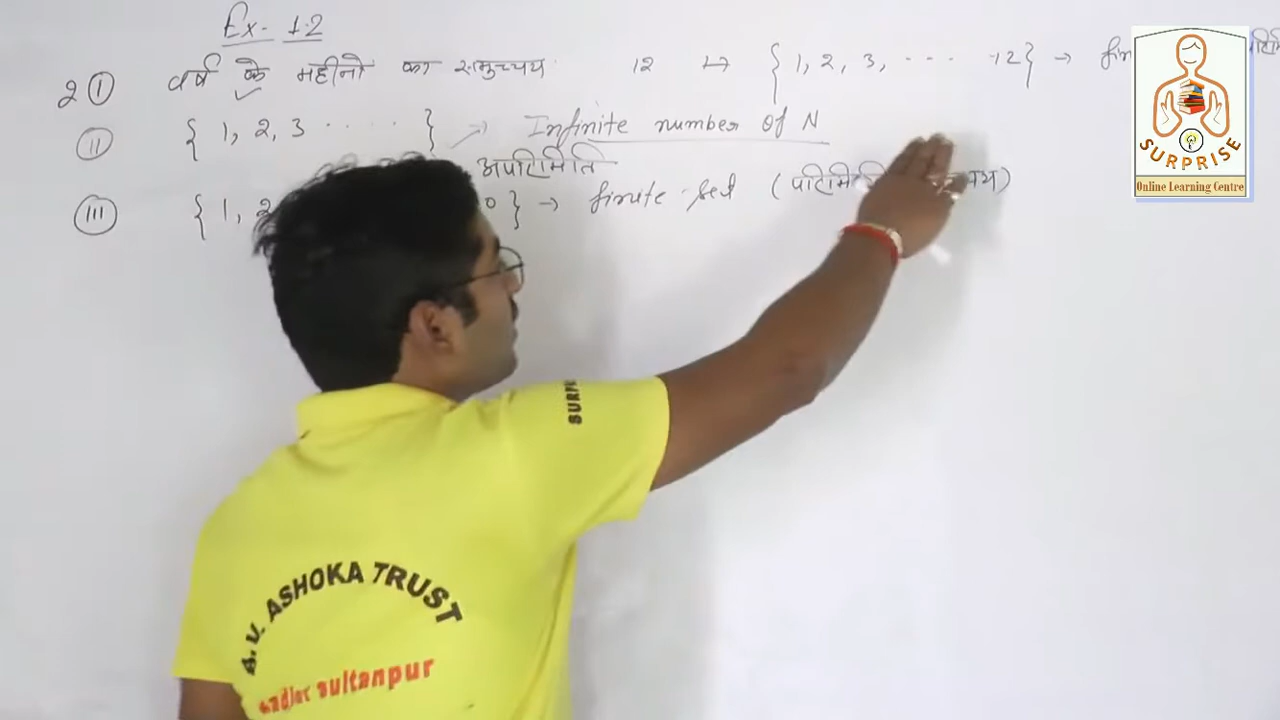 Ex- 1.2
2 (i) वर्ष के महीनो का समुच्चय 12 → {1, 2, 3, ... 12} → fin
(ii) { 1, 2, 3 ..... } → Infinite number of N
अपरिमिति
(iii) { 1, 2 0 } → finite set (परिमि
SURPRISE
Online Learning Centre
SURP
B.V. ASHOKA TRUST
sultanpur